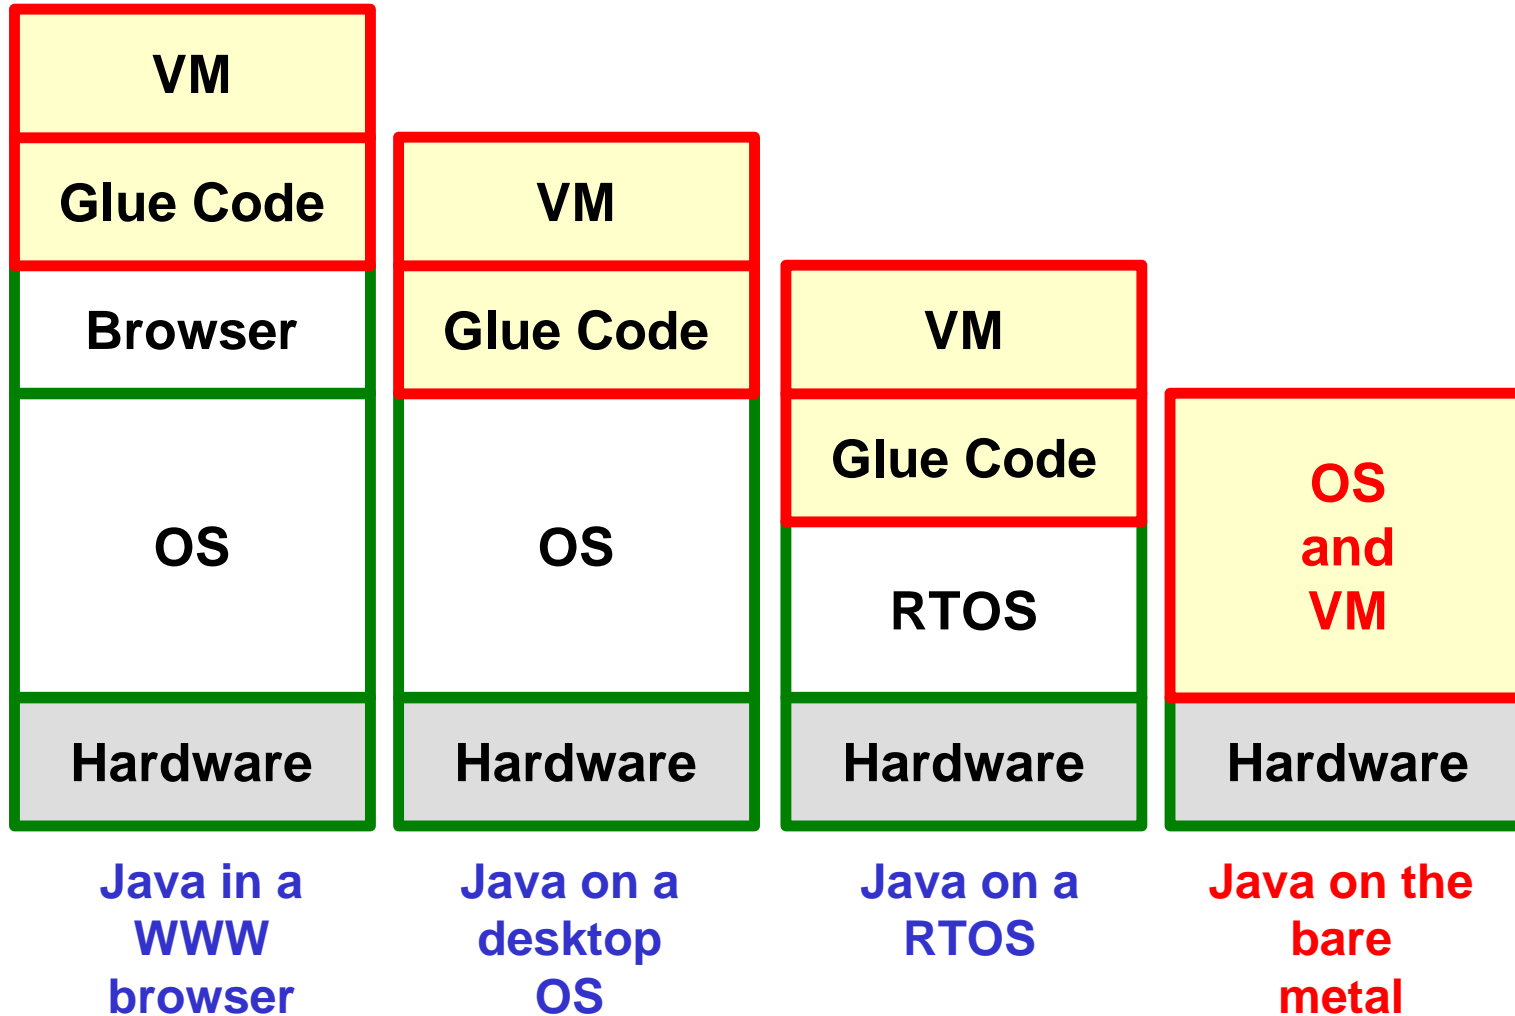 VM
Glue Code
Browser
OS
Hardware
Java in a
WWW
browser
VM
Glue Code
OS
Hardware
Java on a
desktop
OS
VM
Glue Code
RTOS
Hardware
Java on a
RTOS
OS
and
VM
Hardware
Java on the
bare
metal